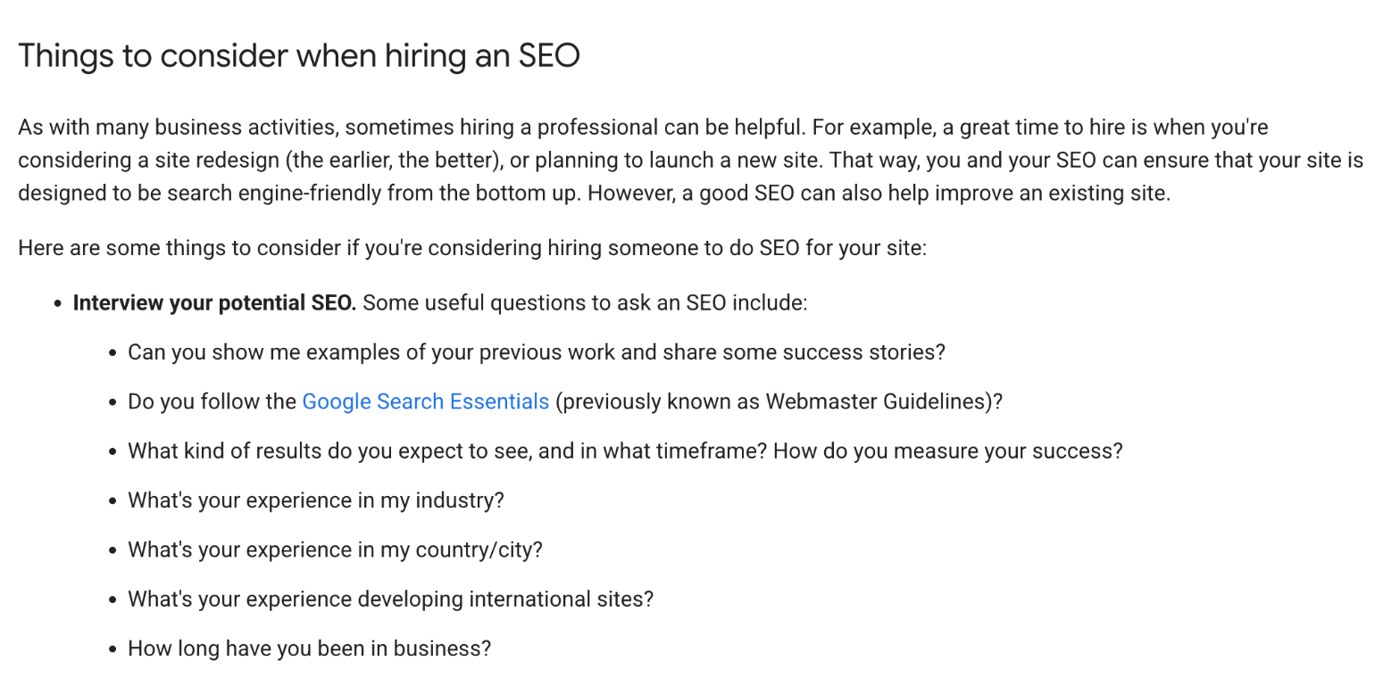 Things to consider when hiring an SEO
As with many business activities, sometimes hiring a professional can be helpful. For example, a great time to hire is when you're
considering a site redesign (the earlier, the better), or planning to launch a new site. That way, you and your SEO can ensure that your site is
designed to be search engine-friendly from the bottom up. However, a good SEO can also help improve an existing site.
Here are some things to consider if you're considering hiring someone to do SEO for your site:
• Interview your potential SEO. Some useful questions to ask an SEO include:
• Can you show me examples of your previous work and share some success stories?
• Do you follow the Google Search Essentials (previously known as Webmaster Guidelines)?
• What kind of results do you expect to see, and in what timeframe? How do you measure your success?
• What's your experience in my industry?
• What's your experience in my country/city?
• What's your experience developing international sites?
• How long have you been in business?